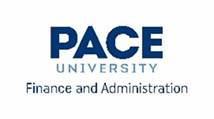 PACE
UNIVERSITY
Finance and Administration